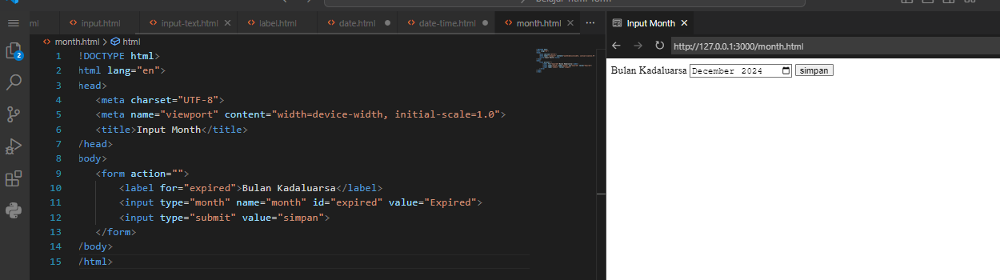 input.html input-text.html label.html date.html date-time.html month.html ...
month.html > html
1 !DOCTYPE html>
2 html lang="en">
3 head>
4 <meta charset="UTF-8">
5 <meta name="viewport" content="width=device-width, initial-scale=1.0">
6 <title>Input Month</title>
7 /head>
8 body>
9 <form action="">
10 <label for="expired">Bulan Kadaluarsa</label>
11 <input type="month" name="month" id="expired" value="Expired">
12 <input type="submit" value="simpan">
13 </form>
14 /body>
15 /html>
2
Input Month
http://127.0.0.1:3000/month.html
Bulan Kadaluarsa December 2024 simpan